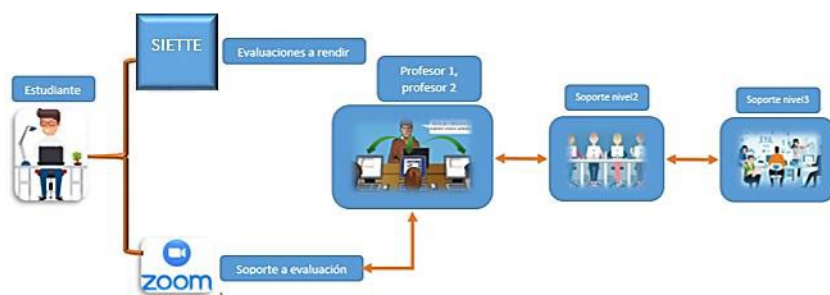 SIETTE
Evaluaciones a rendir
Estudiante
Profesor 1,
profesor 2
Soporte nivel2
Soporte nivel3
zoom
Soporte a evaluación